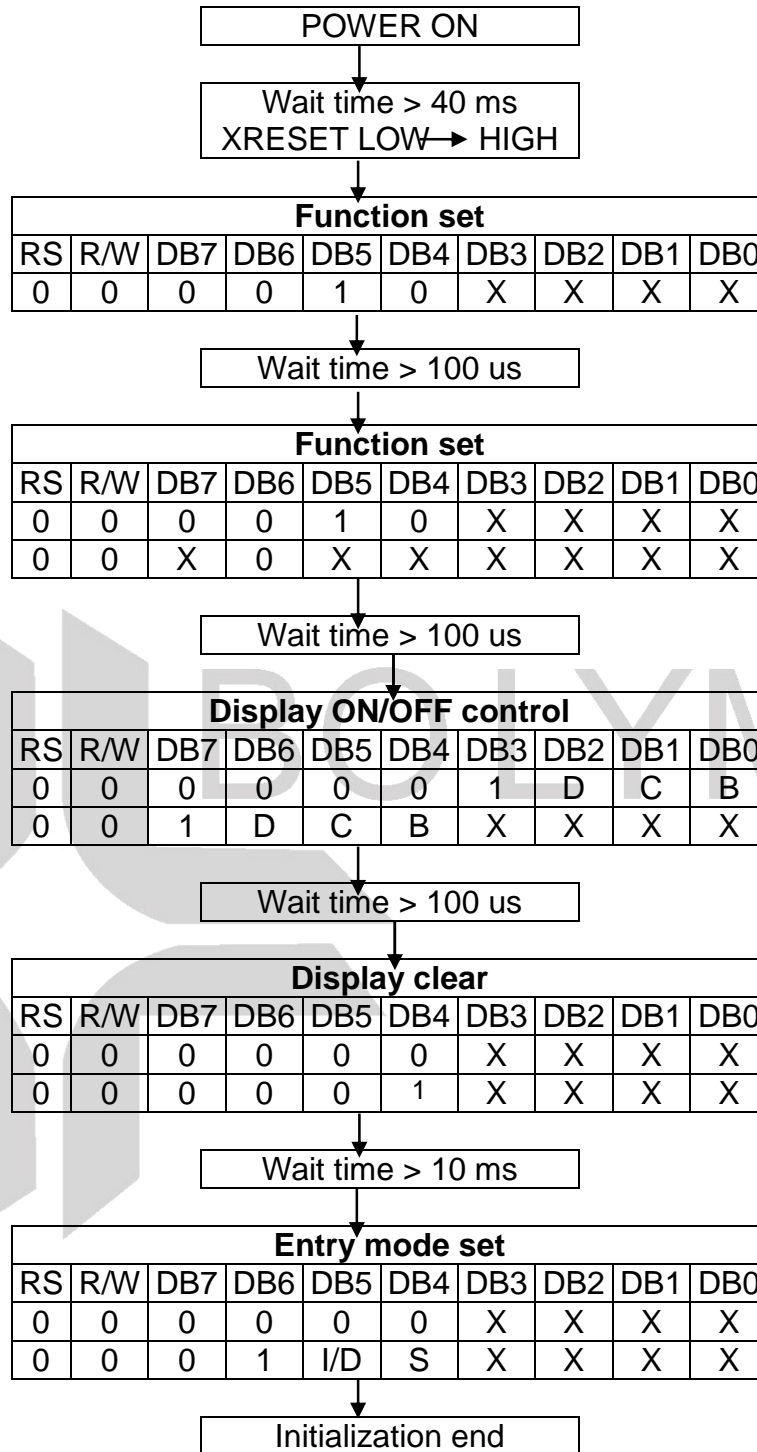 POWER ON
Wait time > 40 ms
XRESET LOW → HIGH
Function set
RS R/W DB7 DB6 DB5 DB4 DB3 DB2 DB1 DB0
0 0 0 0 1 0 X X X X
Wait time > 100 us
Function set
RS R/W DB7 DB6 DB5 DB4 DB3 DB2 DB1 DB0
0 0 0 0 1 0 X X X X
0 0 X 0 X X X X X X
Wait time > 100 us
BOLYM
Display ON/OFF control
RS R/W DB7 DB6 DB5 DB4 DB3 DB2 DB1 DB0
0 0 0 0 0 0 1 D C B
0 0 1 D C B X X X X
Wait time > 100 us
Display clear
RS R/W DB7 DB6 DB5 DB4 DB3 DB2 DB1 DB0
0 0 0 0 0 0 X X X X
0 0 0 0 0 1 X X X X
Wait time > 10 ms
Entry mode set
RS R/W DB7 DB6 DB5 DB4 DB3 DB2 DB1 DB0
0 0 0 0 0 0 X X X X
0 0 0 1 I/D S X X X X
Initialization end